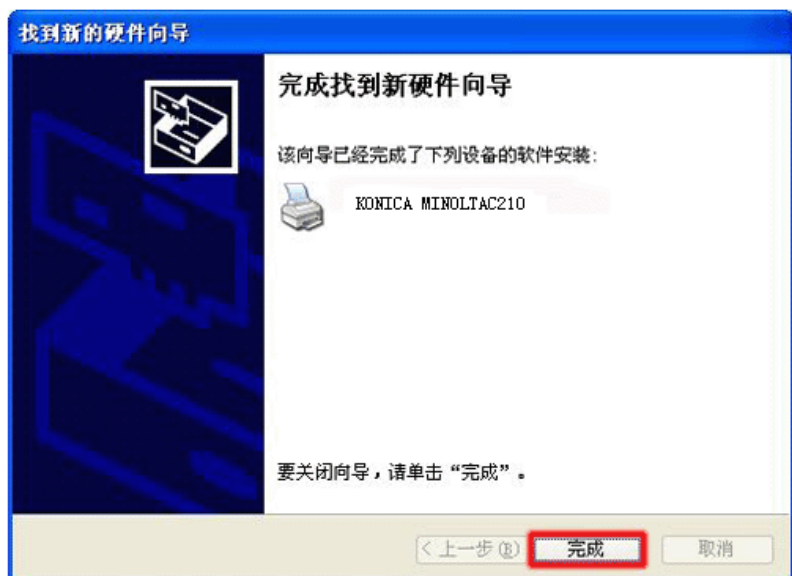 找到新的硬件向导
完成找到新硬件向导
该向导已经完成了下列设备的软件安装:
KONICA MINOLTAC210
要关闭向导，请单击“完成”。
< 上一步(B) 完成 取消